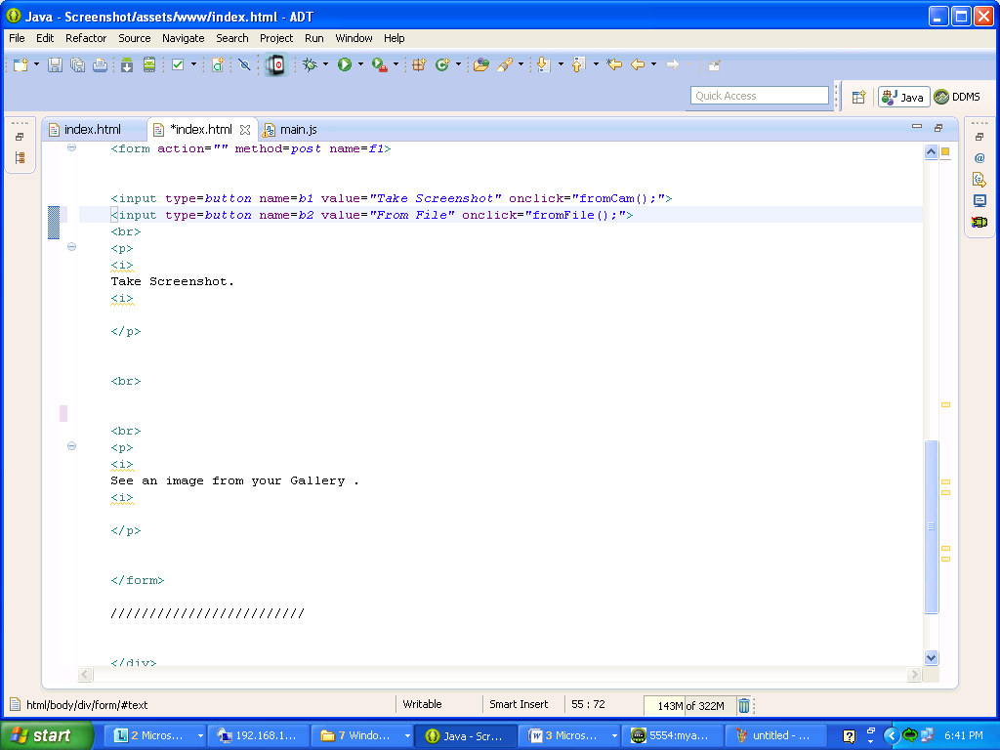 Java - Screenshot/assets/www/index.html - ADT
File Edit Refactor Source Navigate Search Project Run Window Help
Quick Access
Java
DDMS
index.html
*index.html
main.js
<form action="" method=post name=f1>
<input type=button name=b1 value="Take Screenshot" onclick="fromCam();">
<input type=button name=b2 value="From File" onclick="fromFile();">
<br>
<p>
<i>
Take Screenshot.
<i>
</p>
<br>
<br>
<p>
<i>
See an image from your Gallery .
<i>
</p>
</form>
/////////////////////////
</div>
html/body/div/form/#text
Writable
Smart Insert
55 : 72
143M of 322M
start
2 Micros...
192.168.1...
7 Windo...
Java - Scr...
3 Micros...
5554:mya...
untitled - ...
6:41 PM